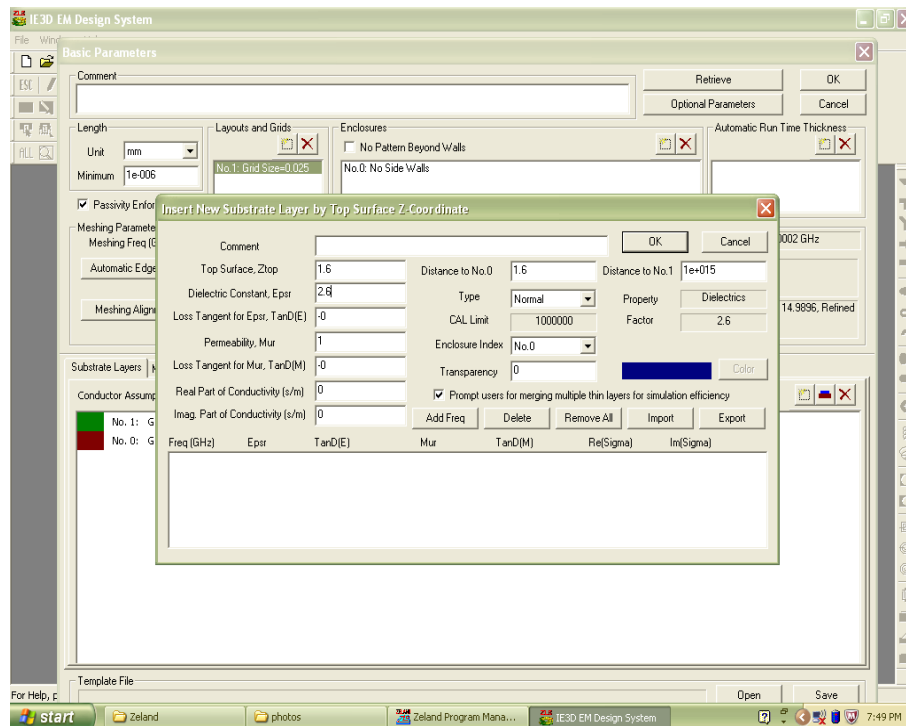 IE3D EM Design System
File Wind
Basic Parameters
Comment
Retrieve
OK
Optional Parameters
Cancel
Length
Layouts and Grids
Enclosures
Automatic Run Time Thickness
Unit mm
No Pattern Beyond Walls
Minimum 1e-006
No.1: Grid Size=0.025
No.0: No Side Walls
Passivity Enfor
Meshing Paramete
Meshing Freq (G
0002 GHz
Automatic Edge
Meshing Alignr
14.9896, Refined
Insert New Substrate Layer by Top Surface Z-Coordinate
Comment
OK
Cancel
Top Surface, Ztop 1.6
Distance to No.0 1.6
Distance to No.1 1e+015
Dielectric Constant, Epsr 2.6
Type Normal
Property Dielectrics
Loss Tangent for Epsr, TanD(E) -0
CAL Limit 1000000
Factor 2.6
Permeability, Mur 1
Enclosure Index No.0
Loss Tangent for Mur, TanD(M) -0
Transparency 0
Color
Real Part of Conductivity (s/m) 0
Prompt users for merging multiple thin layers for simulation efficiency
Imag. Part of Conductivity (s/m) 0
Add Freq
Delete
Remove All
Import
Export
Freq (GHz) Epsr TanD(E) Mur TanD(M) Re(Sigma) Im(Sigma)
Substrate Layers
Conductor Assump
No. 1: G
No. 0: G
Template File
Open
Save
For Help, p
ESC
ALL
start
Zeland
photos
Zeland Program Mana...
IE3D EM Design System
7:49 PM